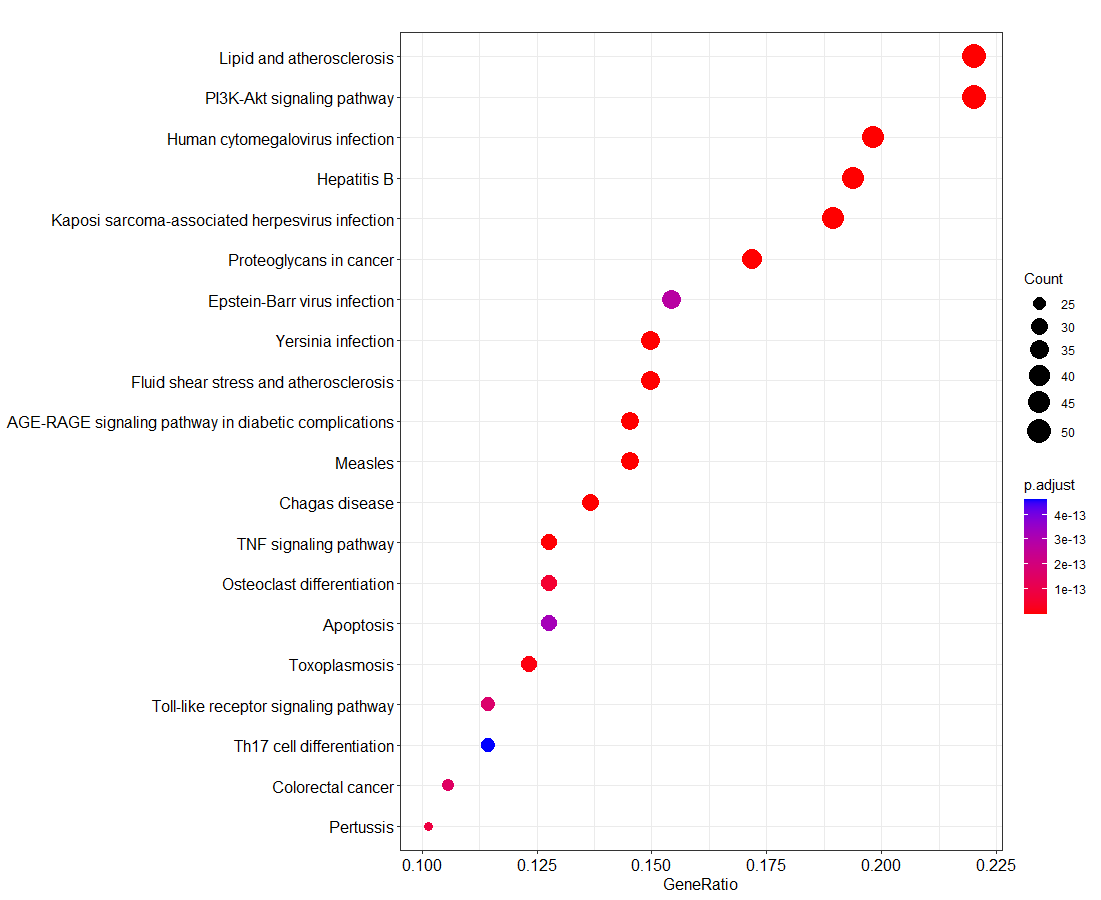 Lipid and atherosclerosis
PI3K-Akt signaling pathway
Human cytomegalovirus infection
Hepatitis B
Kaposi sarcoma-associated herpesvirus infection
Proteoglycans in cancer
Epstein-Barr virus infection
Yersinia infection
Fluid shear stress and atherosclerosis
AGE-RAGE signaling pathway in diabetic complications
Measles
Chagas disease
TNF signaling pathway
Osteoclast differentiation
Apoptosis
Toxoplasmosis
Toll-like receptor signaling pathway
Th17 cell differentiation
Colorectal cancer
Pertussis
0.100 0.125 0.150 0.175 0.200 0.225
GeneRatio
Count
25
30
35
40
45
50
p.adjust
4e-13
3e-13
2e-13
1e-13